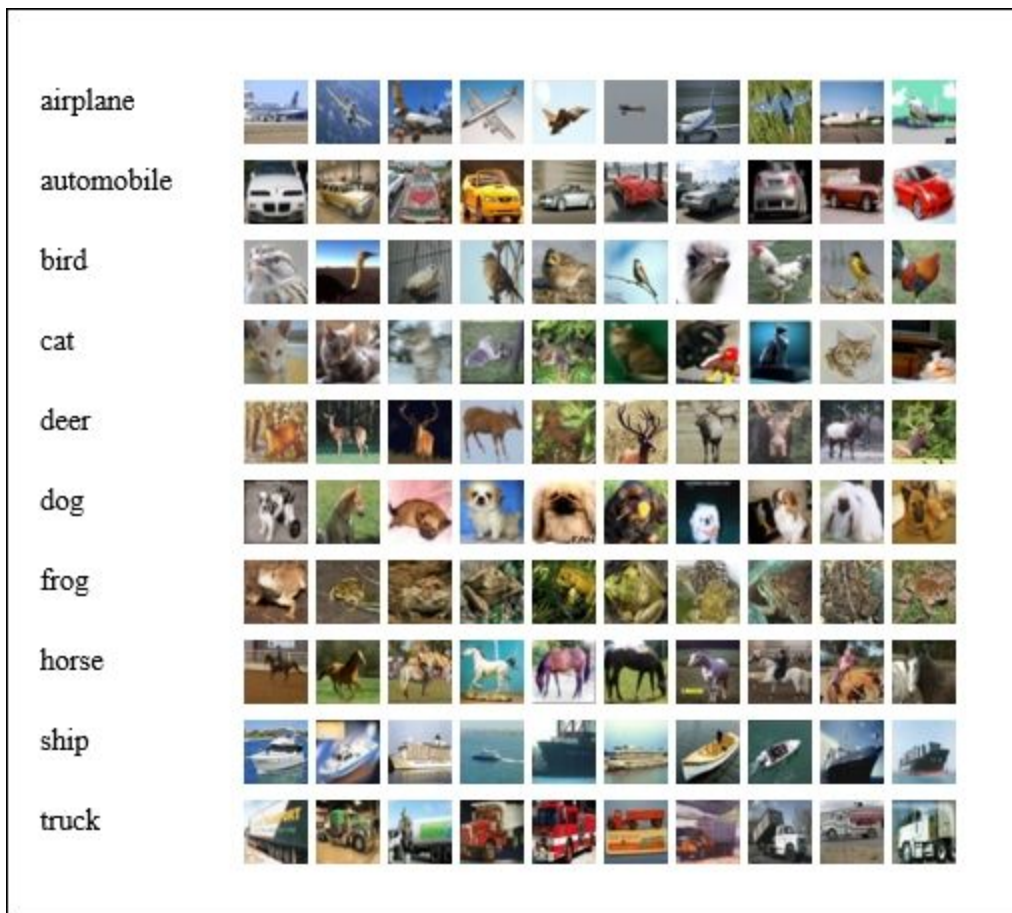 airplane
automobile
bird
cat
deer
dog
frog
horse
ship
truck